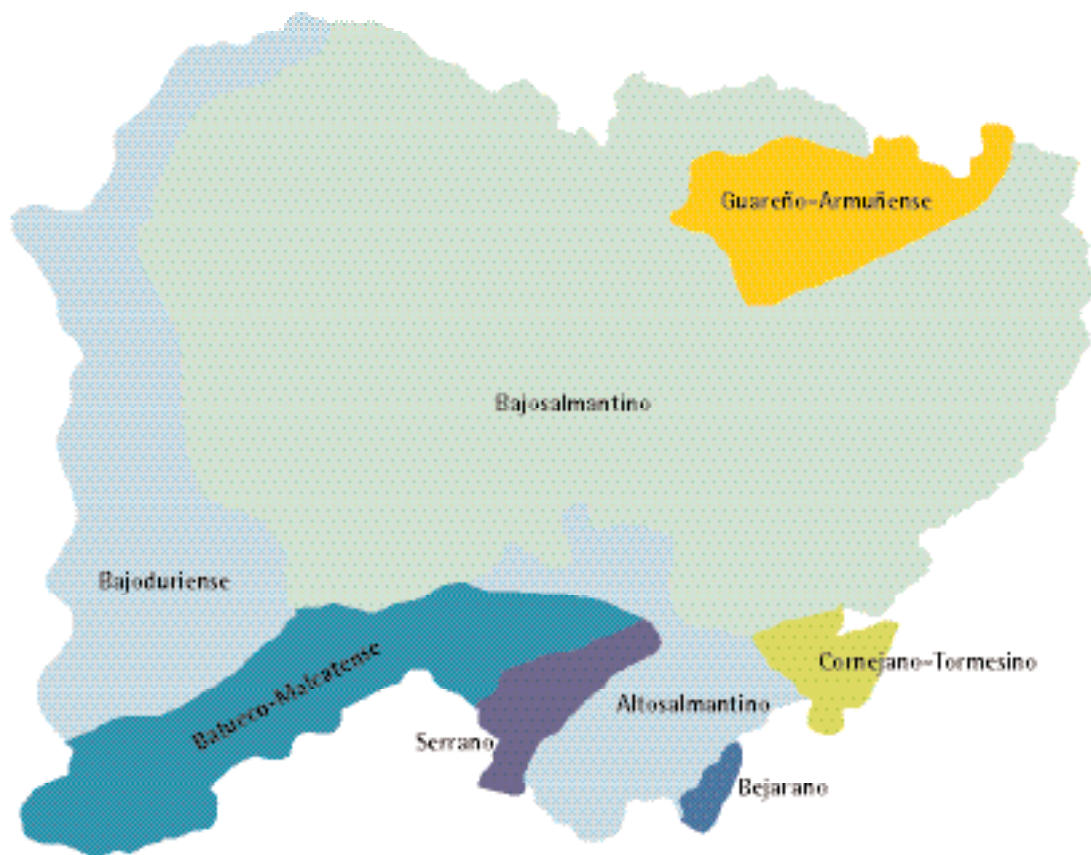 Guareño-Armuñense
Bajosalmantino
Bajoduriense
Batueco-Malcatense
Cornejano-Tormesino
Altosalmantino
Serrano
Bejarano